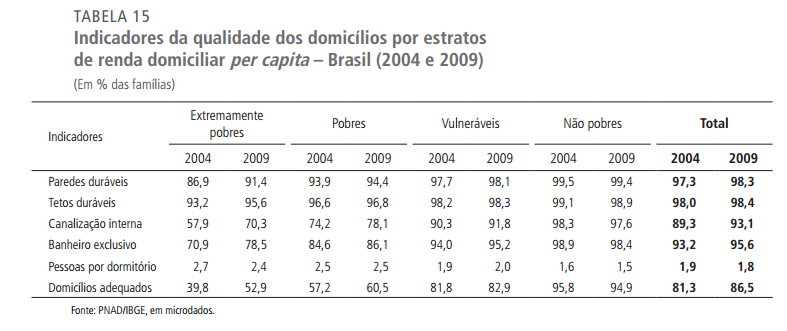 TABELA 15
Indicadores da qualidade dos domicílios por estratos
de renda domiciliar per capita – Brasil (2004 e 2009)
(Em % das famílias)
Indicadores Extremamente pobres Pobres Vulneráveis Não pobres Total
2004 2009 2004 2009 2004 2009 2004 2009 2004 2009
Paredes duráveis 86,9 91,4 93,9 94,4 97,7 98,1 99,5 99,4 97,3 98,3
Tetos duráveis 93,2 95,6 96,6 96,8 98,2 98,3 99,1 98,9 98,0 98,4
Canalização interna 57,9 70,3 74,2 78,1 90,3 91,8 98,3 97,6 89,3 93,1
Banheiro exclusivo 70,9 78,5 84,6 86,1 94,0 95,2 98,9 98,4 93,2 95,6
Pessoas por dormitório 2,7 2,4 2,5 2,5 1,9 2,0 1,6 1,5 1,9 1,8
Domicílios adequados 39,8 52,9 57,2 60,5 81,8 82,9 95,8 94,9 81,3 86,5
Fonte: PNAD/IBGE, em microdados.